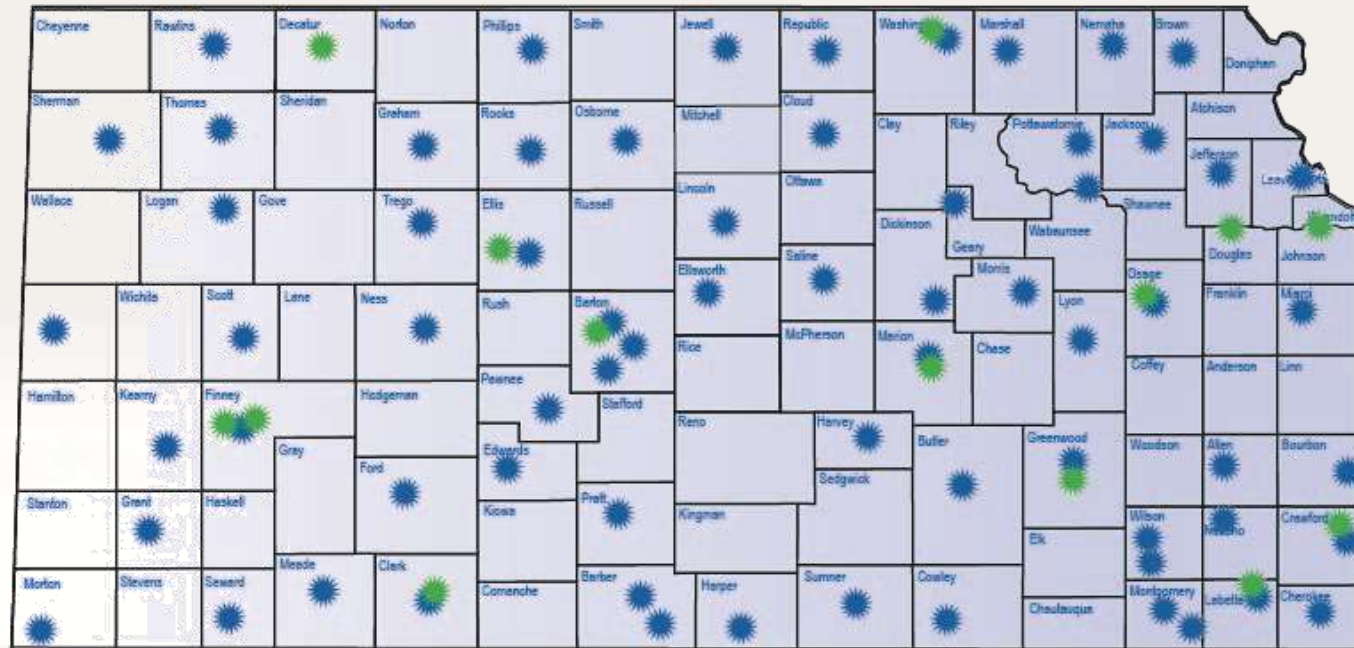 Cheyenne
Rawlins
Decatur
Norton
Phillips
Smith
Jewell
Republic
Marshall
Nemaha
Brown
Doniphan
Sherman
Thomas
Sheridan
Graham
Rooks
Osborne
Mitchell
Cloud
Clay
Riley
Pottawatomie
Jackson
Atchison
Jefferson
Wallace
Logan
Gove
Trego
Ellis
Russell
Lincoln
Ottawa
Dickinson
Geary
Wabaunsee
Shawnee
Douglas
Johnson
Wichita
Scott
Lane
Ness
Rush
Barton
Ellsworth
Saline
Morris
Lyon
Osage
Franklin
Miami
Rice
McPherson
Marion
Chase
Coffey
Anderson
Linn
Hamilton
Kearny
Finney
Hodgeman
Pawnee
Stafford
Reno
Harvey
Butler
Greenwood
Woodson
Allen
Bourbon
Gray
Ford
Edwards
Sedgwick
Stanton
Grant
Haskell
Kiowa
Pratt
Kingman
Elk
Wilson
Crawford
Morton
Stevens
Seward
Meade
Clark
Comanche
Barber
Harper
Sumner
Cowley
Chautauqua
Montgomery
Labette
Cherokee